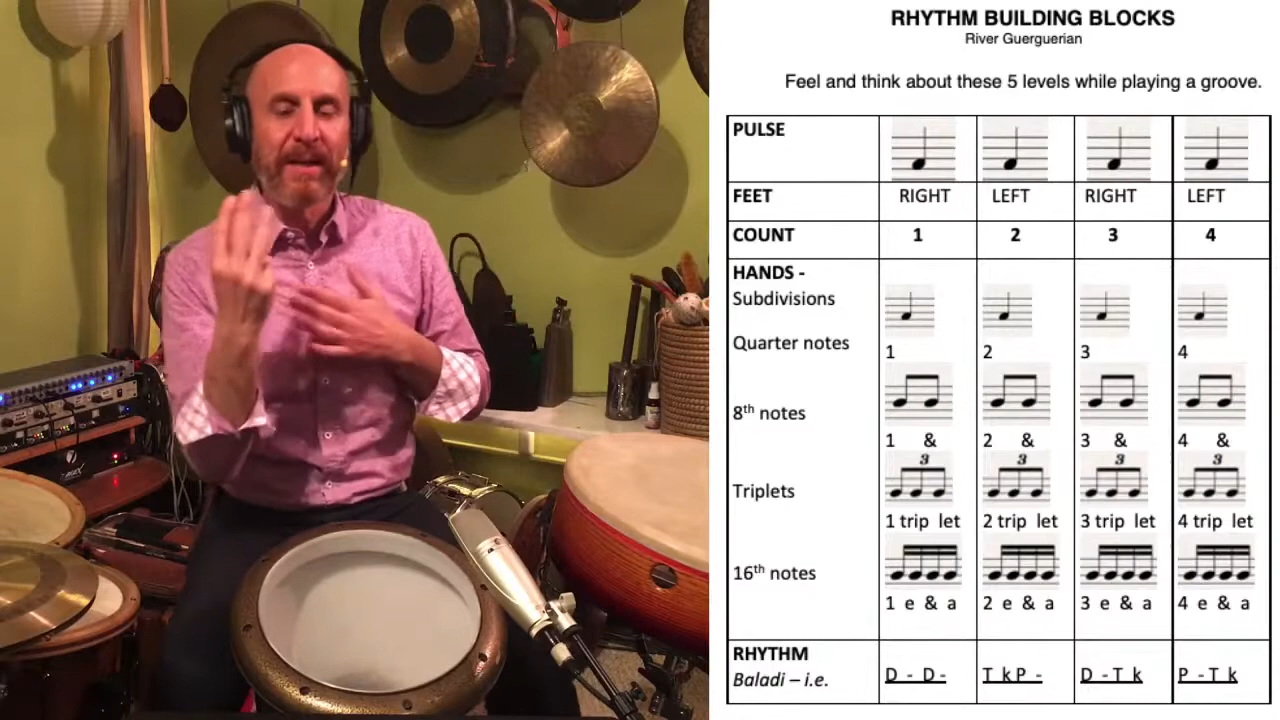 RHYTHM BUILDING BLOCKS
River Guerguerian
Feel and think about these 5 levels while playing a groove.
PULSE
FEET RIGHT LEFT RIGHT LEFT
COUNT 1 2 3 4
HANDS -
Subdivisions
Quarter notes
1 2 3 4
8th notes
1 & 2 & 3 & 4 &
3 3 3 3
Triplets
1 trip let 2 trip let 3 trip let 4 trip let
16th notes
1 e & a 2 e & a 3 e & a 4 e & a
RHYTHM
Baladi – i.e. D - D - T k P - D - T k P - T k